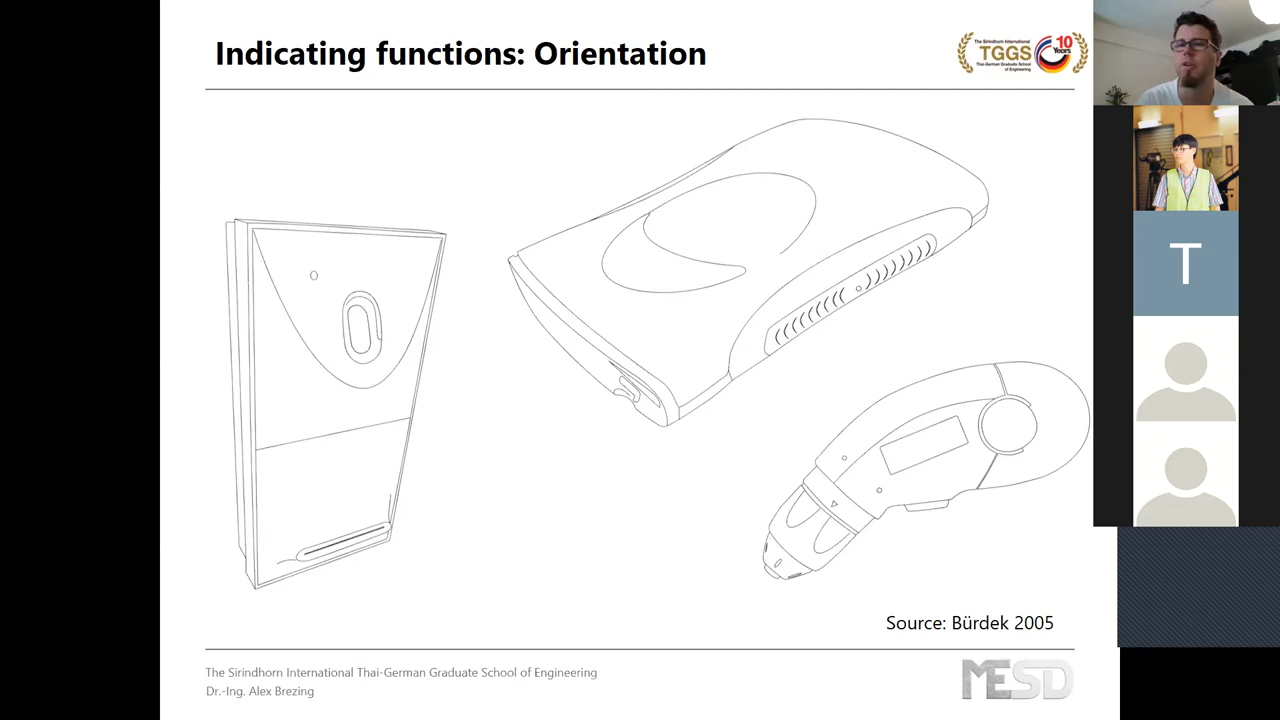 Indicating functions: Orientation
The Sirindhorn International
TGGS
Thai-German Graduate School
of Engineering
10
Years
T
Source: Bürdek 2005
The Sirindhorn International Thai-German Graduate School of Engineering
Dr.-Ing. Alex Brezing
MESD